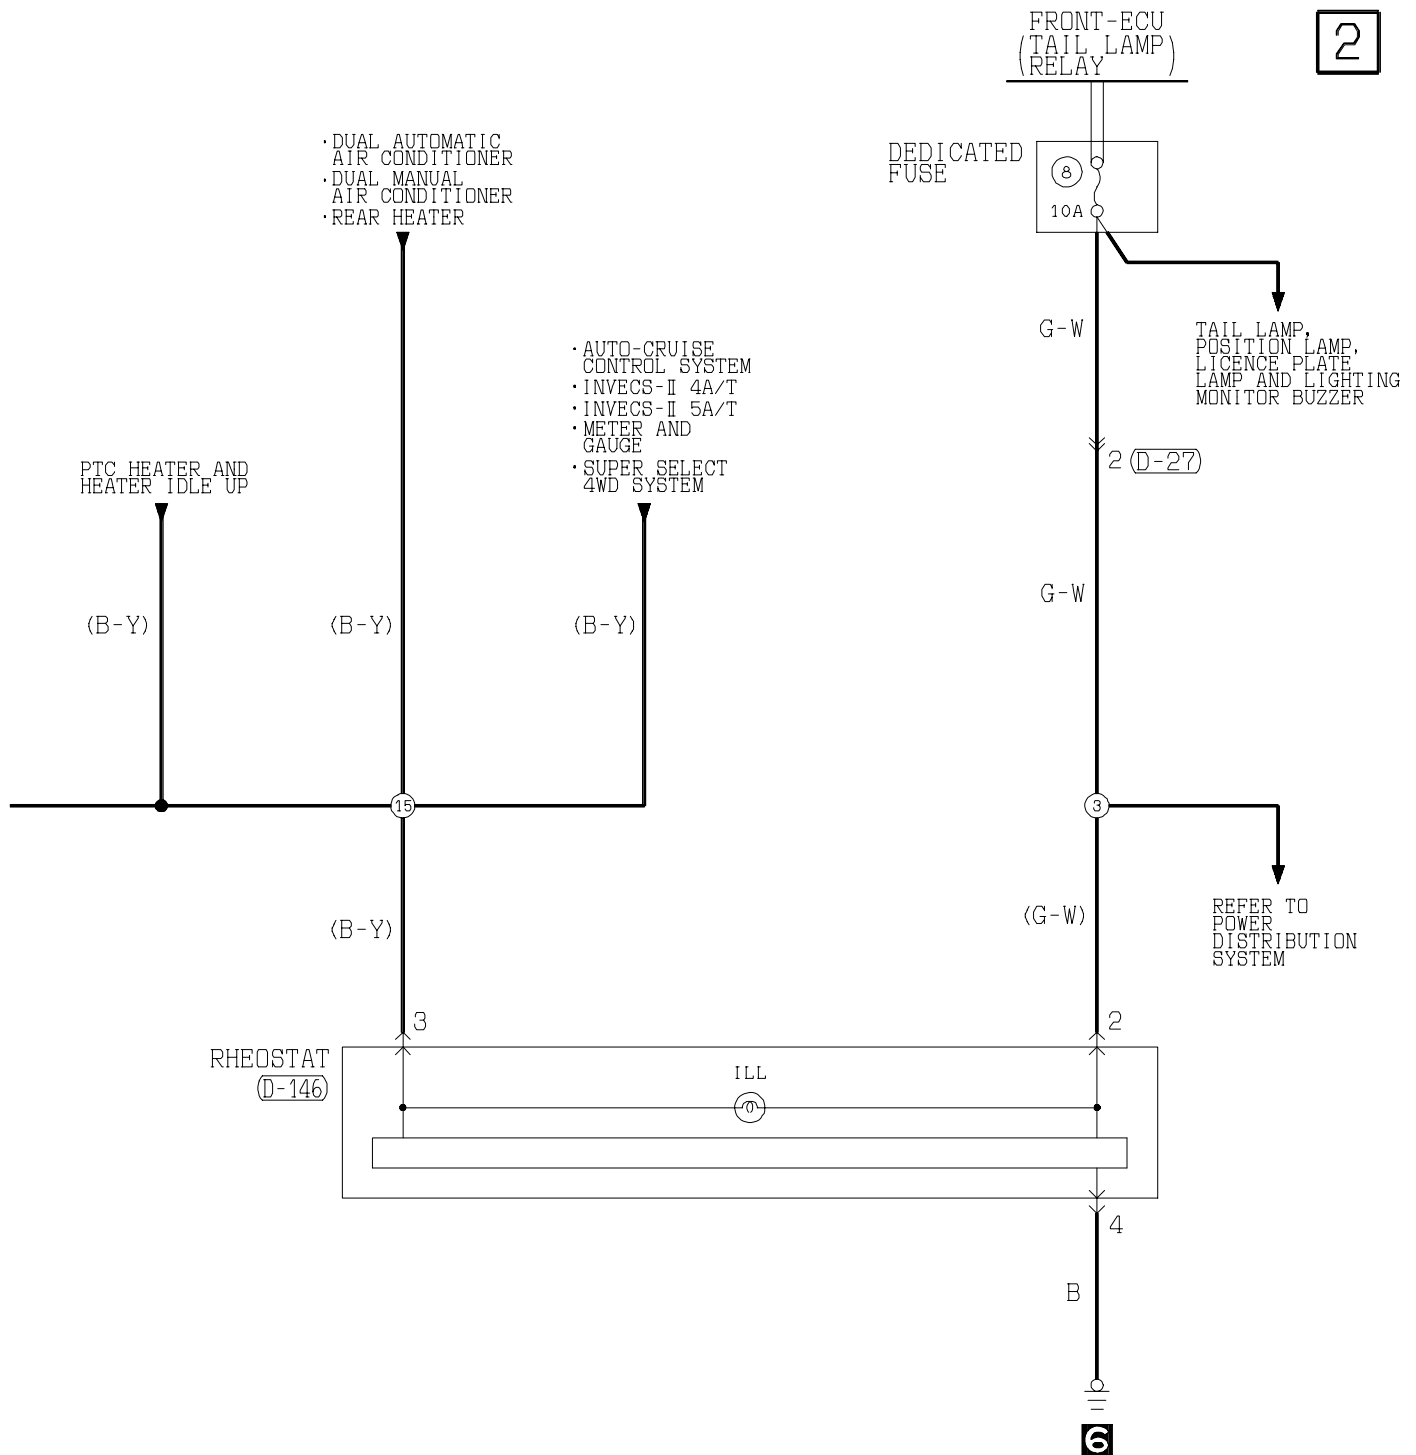 FRONT-ECU
(TAIL LAMP
RELAY)
2
·DUAL AUTOMATIC
AIR CONDITIONER
·DUAL MANUAL
AIR CONDITIONER
·REAR HEATER
DEDICATED
FUSE
8
10A
G-W
TAIL LAMP,
POSITION LAMP,
LICENCE PLATE
LAMP AND LIGHTING
MONITOR BUZZER
·AUTO-CRUISE
CONTROL SYSTEM
·INVECS-Ⅱ 4A/T
·INVECS-Ⅱ 5A/T
·METER AND
GAUGE
·SUPER SELECT
4WD SYSTEM
PTC HEATER AND
HEATER IDLE UP
2 (D-27)
G-W
(B-Y)
(B-Y)
(B-Y)
15
3
(B-Y)
(G-W)
REFER TO
POWER
DISTRIBUTION
SYSTEM
3
2
RHEOSTAT
(D-146)
ILL
4
B
6